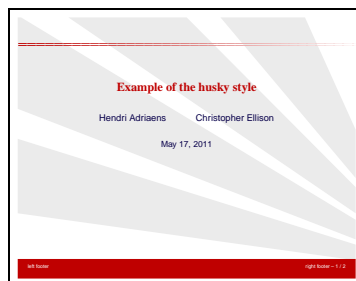 Example of the husky style
Hendri Adriaens Christopher Ellison
May 17, 2011
left footer right footer – 1 / 2